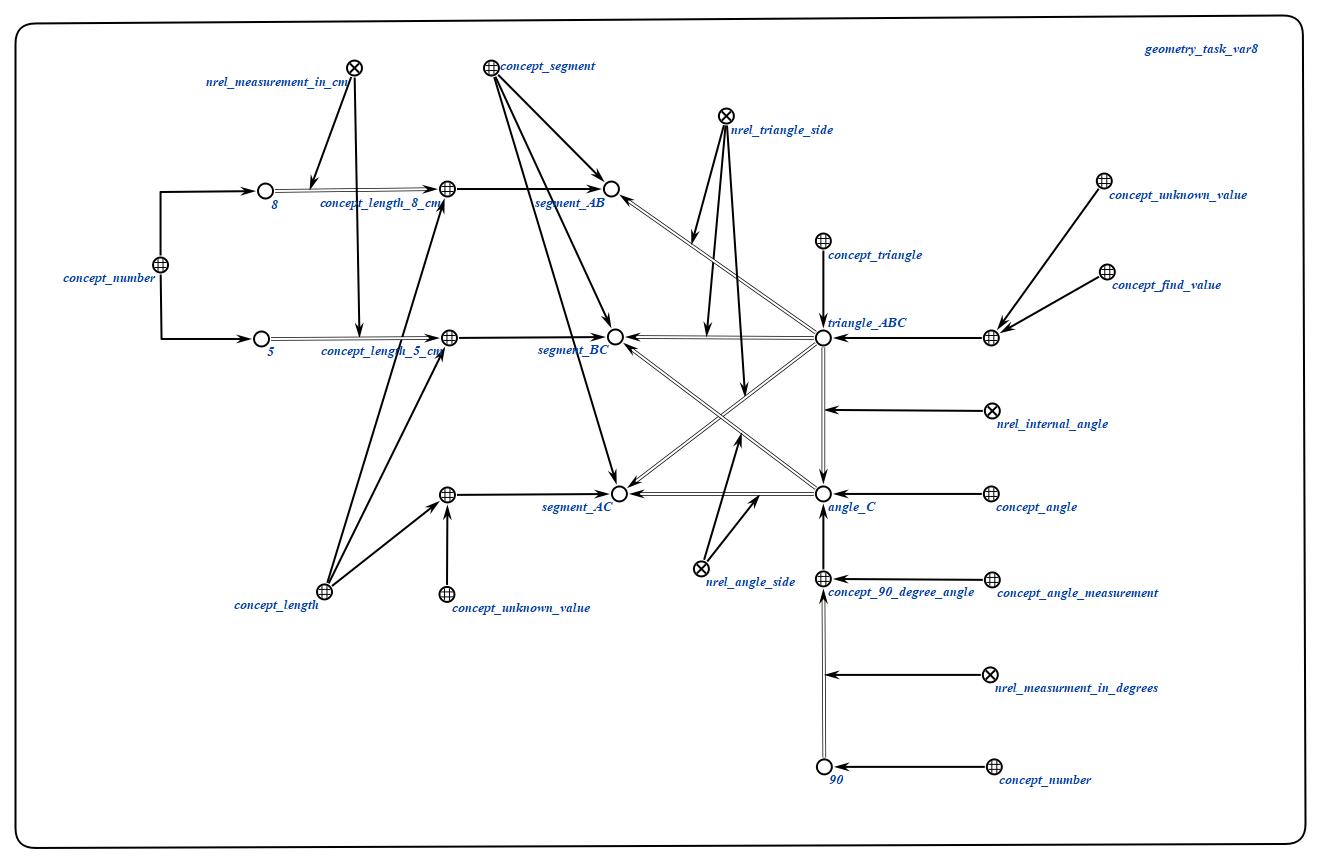 geometry_task_var8
nrel_measurement_in_cm
concept_segment
nrel_triangle_side
concept_unknown_value
8
concept_length_8_cm
segment_AB
concept_triangle
concept_number
concept_find_value
triangle_ABC
5
concept_length_5_cm
segment_BC
nrel_internal_angle
segment_AC
angle_C
concept_angle
nrel_angle_side
concept_length
concept_unknown_value
concept_90_degree_angle
concept_angle_measurement
nrel_measurment_in_degrees
90
concept_number